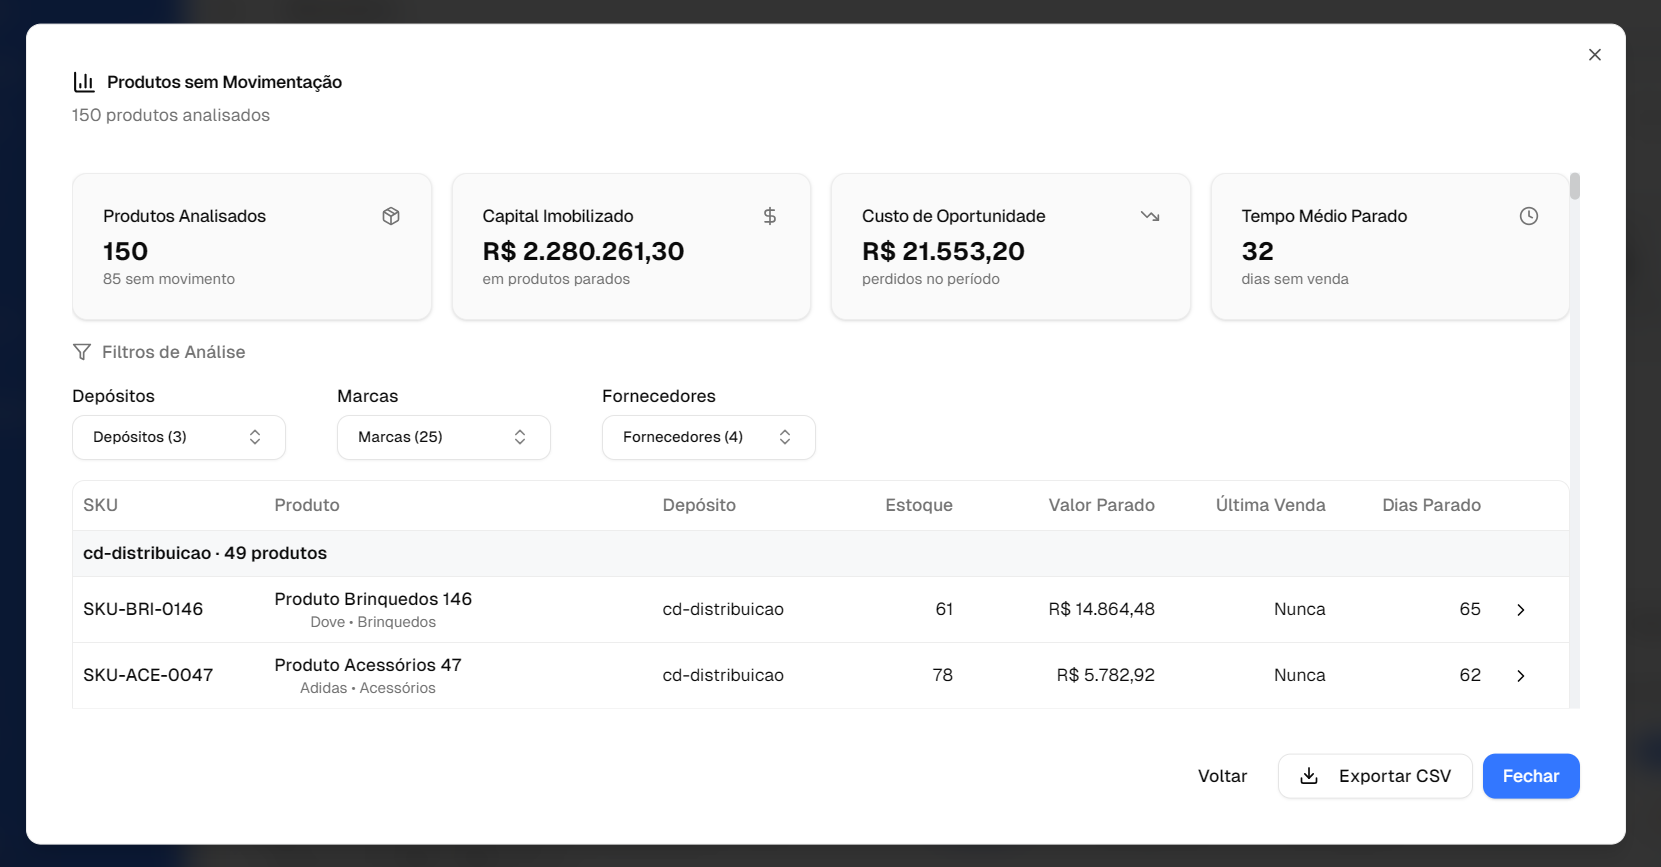 Produtos sem Movimentação
150 produtos analisados
Produtos Analisados
150
85 sem movimento
Capital Imobilizado
R$ 2.280.261,30
em produtos parados
Custo de Oportunidade
R$ 21.553,20
perdidos no período
Tempo Médio Parado
32
dias sem venda
Filtros de Análise
Depósitos
Marcas
Fornecedores
Depósitos (3)
Marcas (25)
Fornecedores (4)
SKU Produto Depósito Estoque Valor Parado Última Venda Dias Parado
cd-distribuicao · 49 produtos
SKU-BRI-0146 Produto Brinquedos 146 cd-distribuicao 61 R$ 14.864,48 Nunca 65
Dove • Brinquedos
SKU-ACE-0047 Produto Acessórios 47 cd-distribuicao 78 R$ 5.782,92 Nunca 62
Adidas • Acessórios
Voltar
Exportar CSV
Fechar